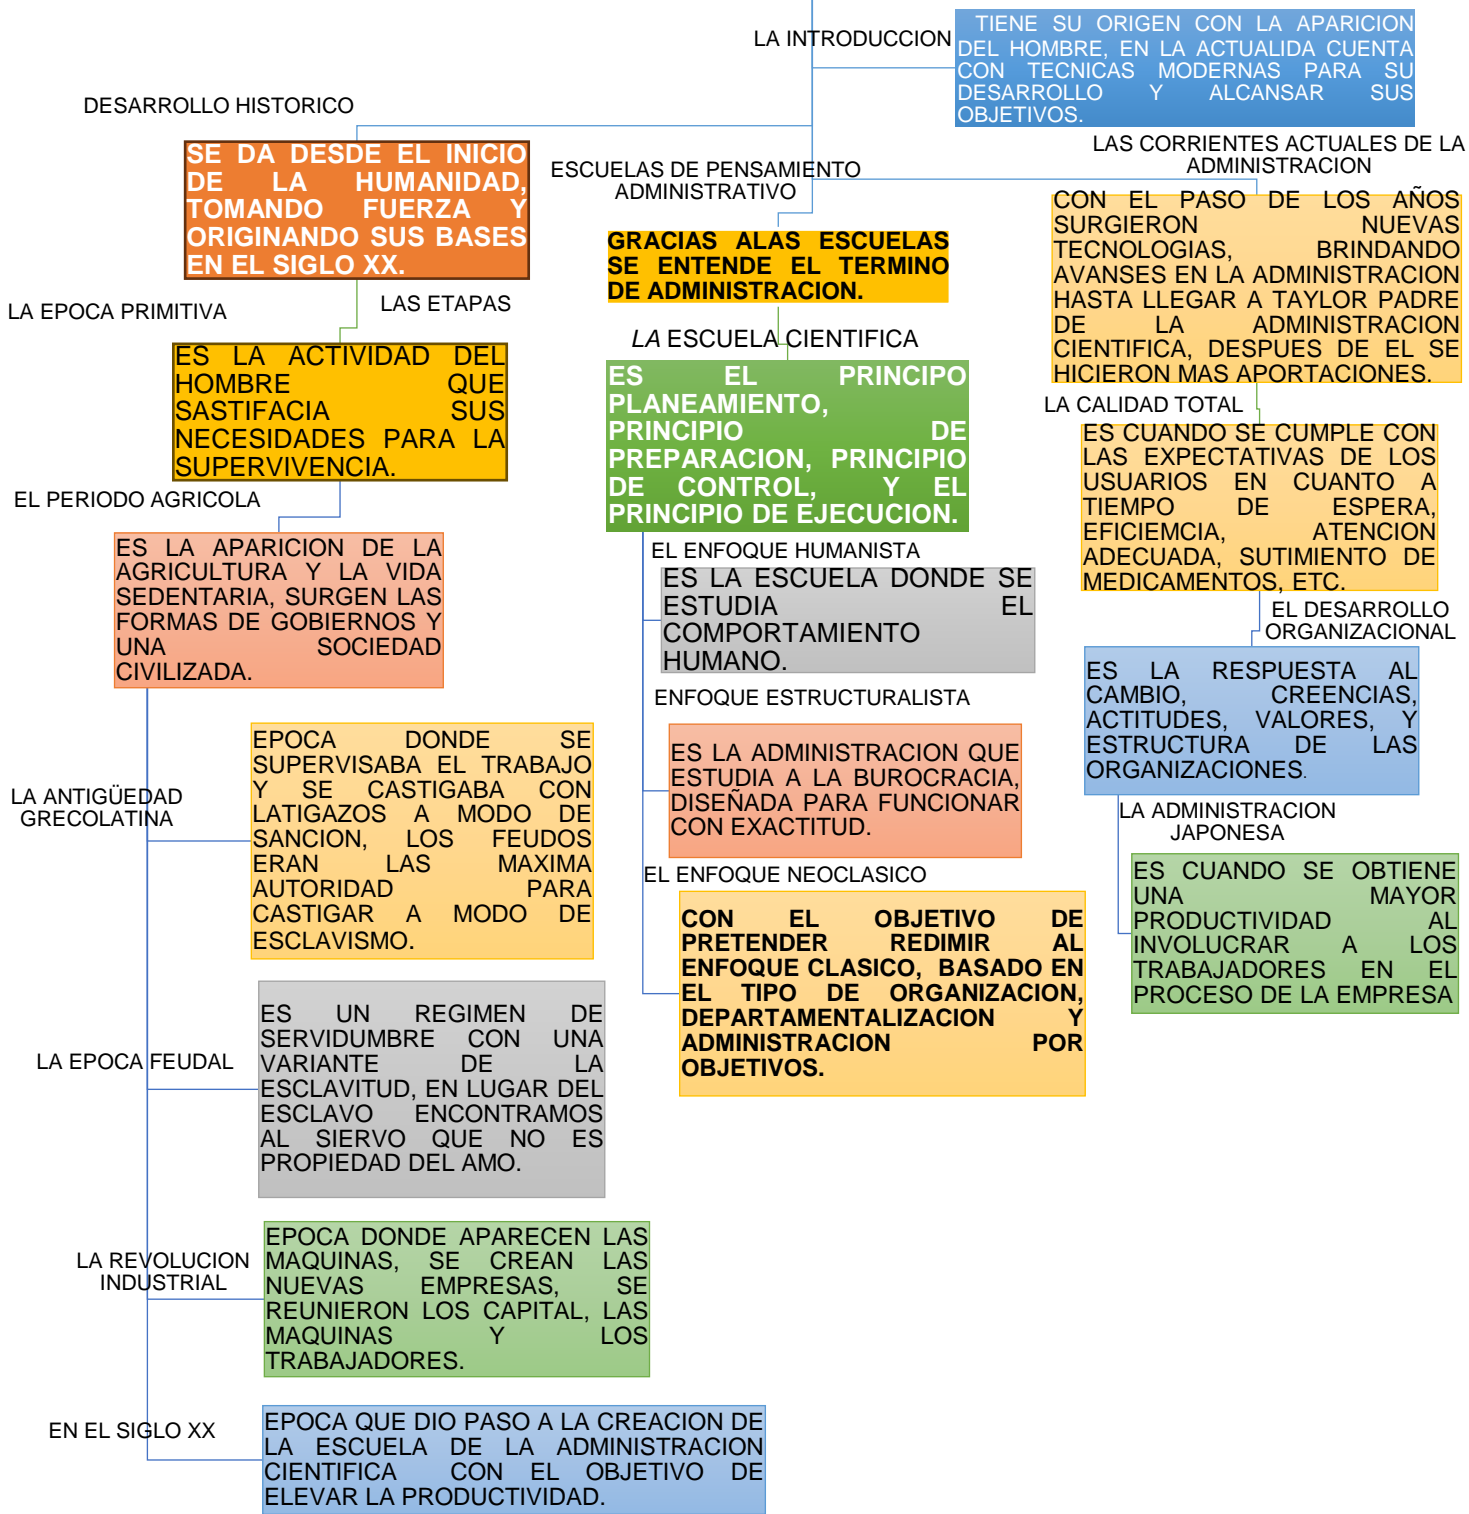 LA INTRODUCCION
TIENE SU ORIGEN CON LA APARICION
DEL HOMBRE, EN LA ACTUALIDA CUENTA
CON TECNICAS MODERNAS PARA SU
DESARROLLO Y ALCANSAR SUS
OBJETIVOS.
DESARROLLO HISTORICO
SE DA DESDE EL INICIO
DE LA HUMANIDAD,
TOMANDO FUERZA Y
ORIGINANDO SUS BASES
EN EL SIGLO XX.
LA EPOCA PRIMITIVA
LAS ETAPAS
ES LA ACTIVIDAD DEL
HOMBRE QUE
SASTIFACIA SUS
NECESIDADES PARA LA
SUPERVIVENCIA.
EL PERIODO AGRICOLA
ES LA APARICION DE LA
AGRICULTURA Y LA VIDA
SEDENTARIA, SURGEN LAS
FORMAS DE GOBIERNOS Y
UNA SOCIEDAD
CIVILIZADA.
LA ANTIGÜEDAD
GRECOLATINA
EPOCA DONDE SE
SUPERVISABA EL TRABAJO
Y SE CASTIGABA CON
LATIGAZOS A MODO DE
SANCION, LOS FEUDOS
ERAN LAS MAXIMA
AUTORIDAD PARA
CASTIGAR A MODO DE
ESCLAVISMO.
LA EPOCA FEUDAL
ES UN REGIMEN DE
SERVIDUMBRE CON UNA
VARIANTE DE LA
ESCLAVITUD, EN LUGAR DEL
ESCLAVO ENCONTRAMOS
AL SIERVO QUE NO ES
PROPIEDAD DEL AMO.
LA REVOLUCION
INDUSTRIAL
EPOCA DONDE APARECEN LAS
MAQUINAS, SE CREAN LAS
NUEVAS EMPRESAS, SE
REUNIERON LOS CAPITAL, LAS
MAQUINAS Y LOS
TRABAJADORES.
EN EL SIGLO XX
EPOCA QUE DIO PASO A LA CREACION DE
LA ESCUELA DE LA ADMINISTRACION
CIENTIFICA CON EL OBJETIVO DE
ELEVAR LA PRODUCTIVIDAD.
ESCUELAS DE PENSAMIENTO
ADMINISTRATIVO
GRACIAS ALAS ESCUELAS
SE ENTENDE EL TERMINO
DE ADMINISTRACION.
LA ESCUELA CIENTIFICA
ES EL PRINCIPO
PLANEAMIENTO,
PRINCIPIO DE
PREPARACION, PRINCIPIO
DE CONTROL, Y EL
PRINCIPIO DE EJECUCION.
EL ENFOQUE HUMANISTA
ES LA ESCUELA DONDE SE
ESTUDIA EL
COMPORTAMIENTO
HUMANO.
ENFOQUE ESTRUCTURALISTA
ES LA ADMINISTRACION QUE
ESTUDIA A LA BUROCRACIA,
DISEÑADA PARA FUNCIONAR
CON EXACTITUD.
EL ENFOQUE NEOCLASICO
CON EL OBJETIVO DE
PRETENDER REDIMIR AL
ENFOQUE CLASICO, BASADO EN
EL TIPO DE ORGANIZACION,
DEPARTAMENTALIZACION Y
ADMINISTRACION POR
OBJETIVOS.
LAS CORRIENTES ACTUALES DE LA
ADMINISTRACION
CON EL PASO DE LOS AÑOS
SURGIERON NUEVAS
TECNOLOGIAS, BRINDANDO
AVANSES EN LA ADMINISTRACION
HASTA LLEGAR A TAYLOR PADRE
DE LA ADMINISTRACION
CIENTIFICA, DESPUES DE EL SE
HICIERON MAS APORTACIONES.
LA CALIDAD TOTAL
ES CUANDO SE CUMPLE CON
LAS EXPECTATIVAS DE LOS
USUARIOS EN CUANTO A
TIEMPO DE ESPERA,
EFICIEMCIA, ATENCION
ADECUADA, SUTIMIENTO DE
MEDICAMENTOS, ETC.
EL DESARROLLO
ORGANIZACIONAL
ES LA RESPUESTA AL
CAMBIO, CREENCIAS,
ACTITUDES, VALORES, Y
ESTRUCTURA DE LAS
ORGANIZACIONES.
LA ADMINISTRACION
JAPONESA
ES CUANDO SE OBTIENE
UNA MAYOR
PRODUCTIVIDAD AL
INVOLUCRAR A LOS
TRABAJADORES EN EL
PROCESO DE LA EMPRESA